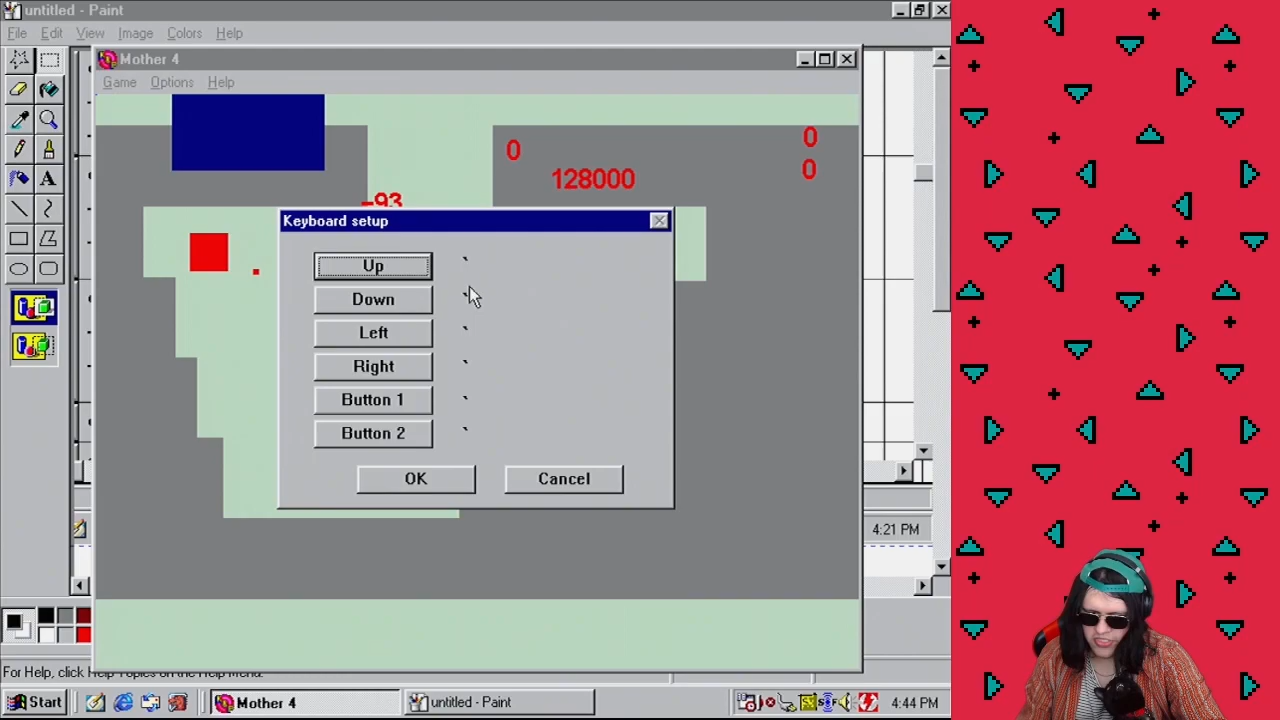 untitled - Paint
File Edit View Image Colors Help
Mother 4
Game Options Help
0
0
128000
0
-93
Keyboard setup
Up `
Down `
Left `
Right `
Button 1 `
Button 2 `
OK Cancel
4:21 PM
For Help, click Help Topics on the Help Menu.
Start Mother 4 untitled - Paint 4:44 PM